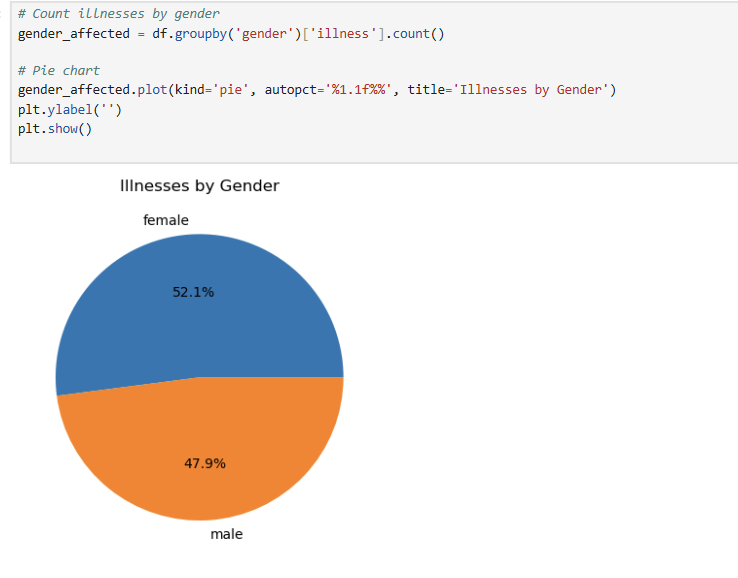 # Count illnesses by gender
gender_affected = df.groupby('gender')['illness'].count()
# Pie chart
gender_affected.plot(kind='pie', autopct='%1.1f%%', title='Illnesses by Gender')
plt.ylabel('')
plt.show()
Illnesses by Gender
female
52.1%
47.9%
male